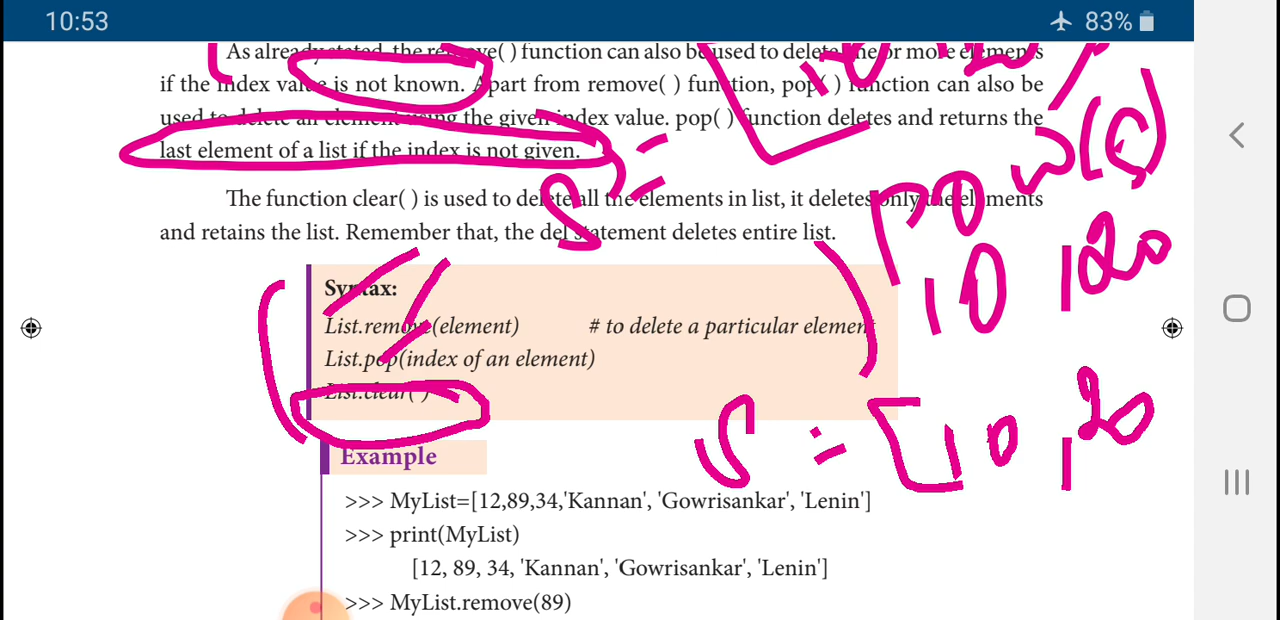 10:53 83%
As already stated, the remove( ) function can also be used to delete one or more elements
if the index value is not known. Apart from remove( ) function, pop( ) function can also be
used to delete an element using the given index value. pop( ) function deletes and returns the
last element of a list if the index is not given.
The function clear( ) is used to delete all the elements in list, it deletes only the elements
and retains the list. Remember that, the del statement deletes entire list.
Syntax:
List.remove(element) # to delete a particular element
List.pop(index of an element)
List.clear( )
Example
>>> MyList=[12,89,34,'Kannan', 'Gowrisankar', 'Lenin']
>>> print(MyList)
[12, 89, 34, 'Kannan', 'Gowrisankar', 'Lenin']
>>> MyList.remove(89)
S =
10, 20
S = [10, 20